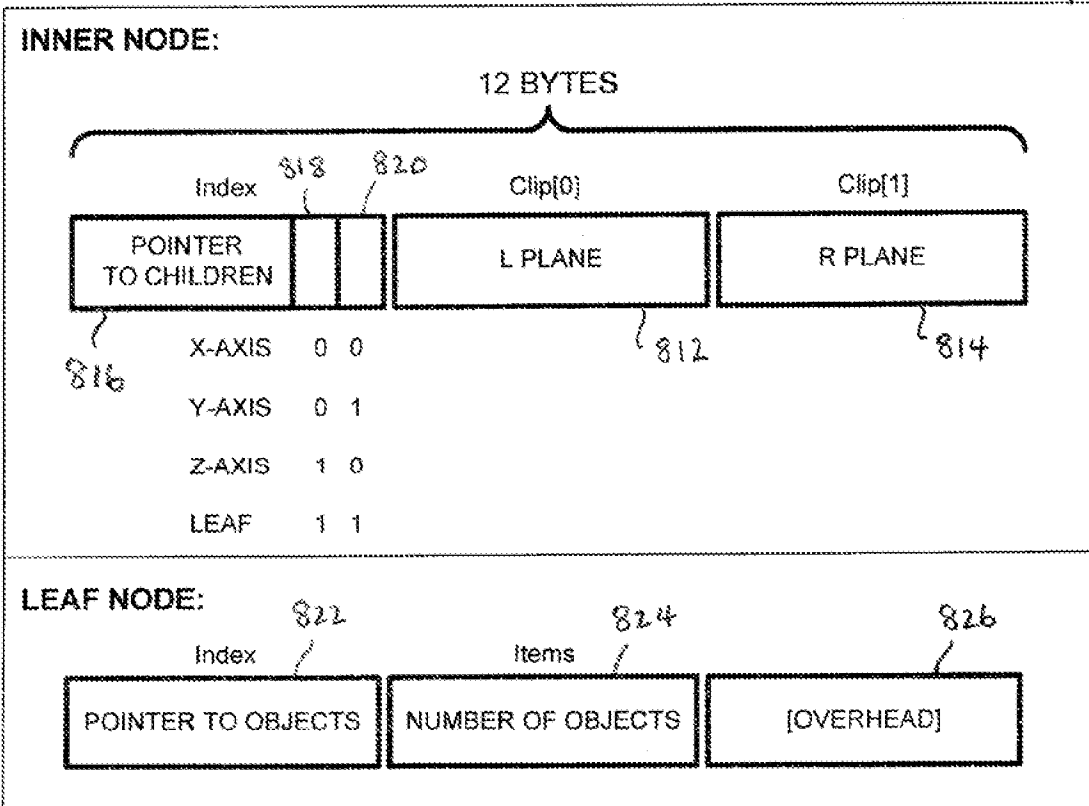 INNER NODE:
12 BYTES
Index 818 820 Clip[0] Clip[1]
POINTER TO CHILDREN L PLANE R PLANE
816 812 814
X-AXIS 0 0
Y-AXIS 0 1
Z-AXIS 1 0
LEAF 1 1
LEAF NODE:
822 824 826
Index Items
POINTER TO OBJECTS NUMBER OF OBJECTS [OVERHEAD]